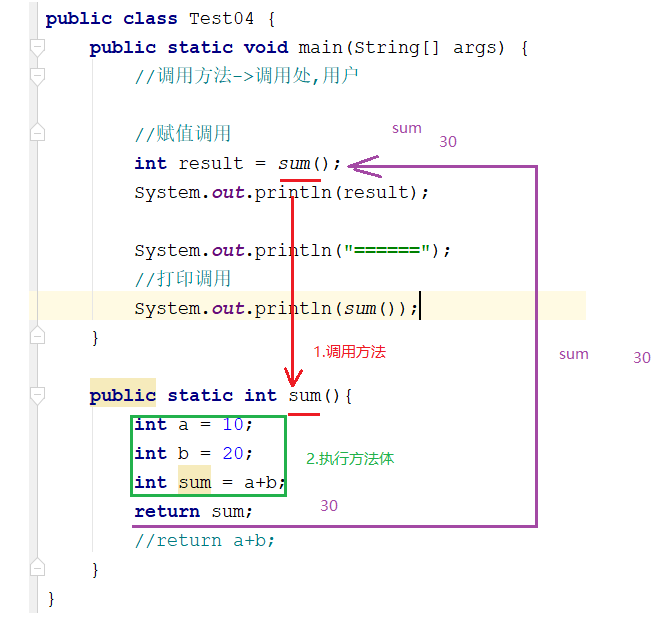 public class Test04 {
public static void main(String[] args) {
//调用方法->调用处,用户
//赋值调用
sum
30
int result = sum();
System.out.println(result);
System.out.println("======");
//打印调用
System.out.println(sum());
}
1.调用方法
sum 30
public static int sum(){
int a = 10;
int b = 20;
2.执行方法体
int sum = a+b;
30
return sum;
//return a+b;
}
}